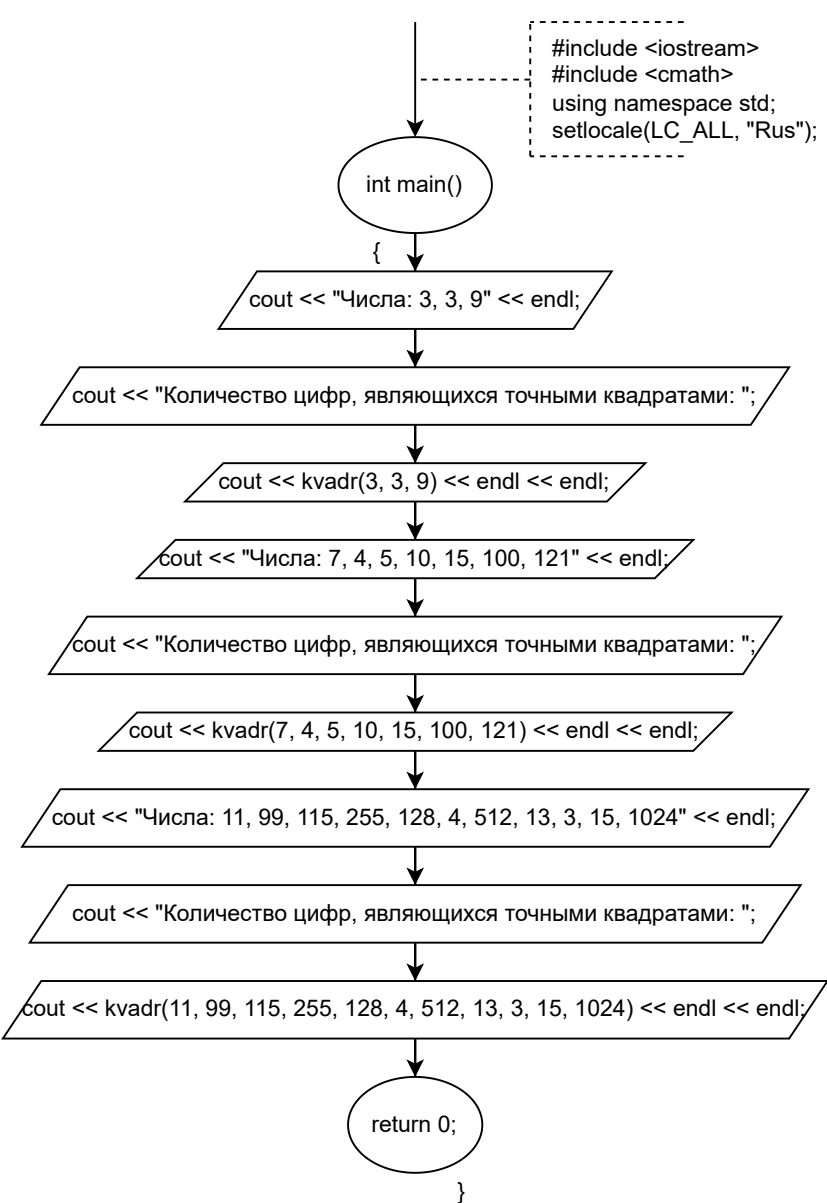 #include <iostream>
#include <cmath>
using namespace std;
setlocale(LC_ALL, "Rus");
int main()
{
cout << "Числа: 3, 3, 9" << endl;
cout << "Количество цифр, являющихся точными квадратами: ";
cout << kvadr(3, 3, 9) << endl << endl;
cout << "Числа: 7, 4, 5, 10, 15, 100, 121" << endl;
cout << "Количество цифр, являющихся точными квадратами: ";
cout << kvadr(7, 4, 5, 10, 15, 100, 121) << endl << endl;
cout << "Числа: 11, 99, 115, 255, 128, 4, 512, 13, 3, 15, 1024" << endl;
cout << "Количество цифр, являющихся точными квадратами: ";
cout << kvadr(11, 99, 115, 255, 128, 4, 512, 13, 3, 15, 1024) << endl << endl;
return 0;
}